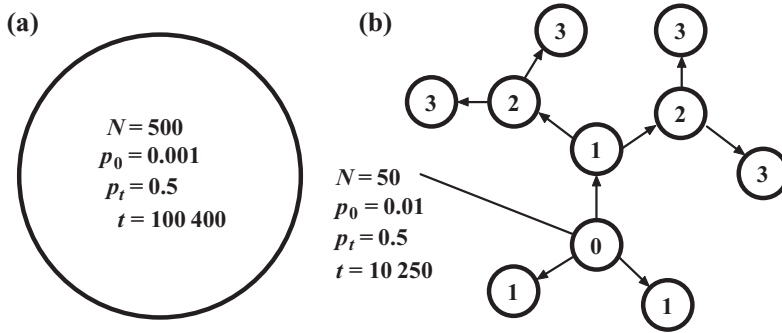 (a)
N = 500
p0 = 0.001
pt = 0.5
t = 100 400
(b)
3
3
3
2
2
1
3
N = 50
p0 = 0.01
pt = 0.5
t = 10 250
0
1
1